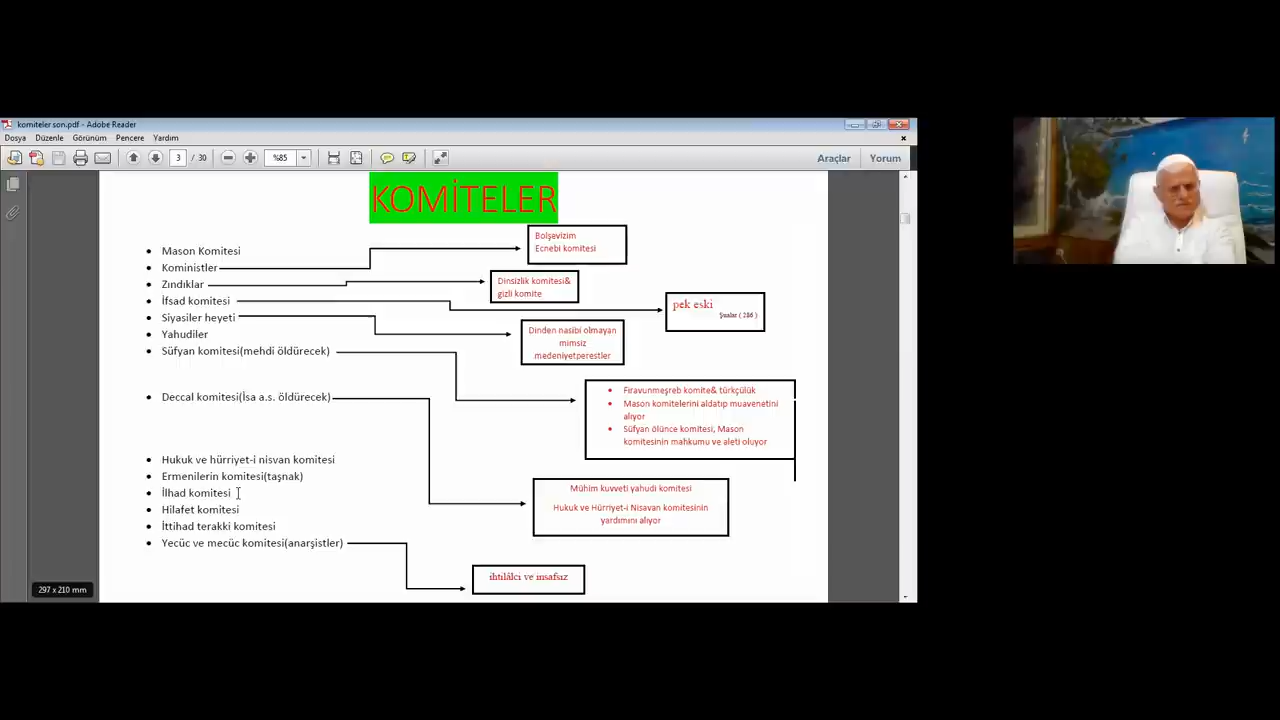 komiteler son.pdf - Adobe Reader
Dosya Düzenle Görünüm Pencere Yardım
3 / 30 %85 Araçlar Yorum
KOMİTELER
Mason Komitesi
Koministler
Zındıklar
İfsad komitesi
Siyasiler heyeti
Yahudiler
Süfyan komitesi(mehdi öldürecek)
Deccal komitesi(İsa a.s. öldürecek)
Hukuk ve hürriyet-i nisvan komitesi
Ermenilerin komitesi(taşnak)
İlhad komitesi
Hilafet komitesi
İttihad terakki komitesi
Yecüc ve mecüc komitesi(anarşistler)
Bolşevizim
Ecnebi komitesi
Dinsizlik komitesi&
gizli komite
pek eski
Şualar ( 286 )
Dinden nasibi olmayan
mimsiz
medeniyetperestler
Firavunmeşreb komite& türkçülük
Mason komitelerini aldatıp muavenetini
alıyor
Süfyan ölünce komitesi, Mason
komitesinin mahkumu ve aleti oluyor
Mühim kuvveti yahudi komitesi
Hukuk ve Hürriyet-i Nisavan komitesinin
yardımını alıyor
ihtilâlci ve insafsız
297 x 210 mm